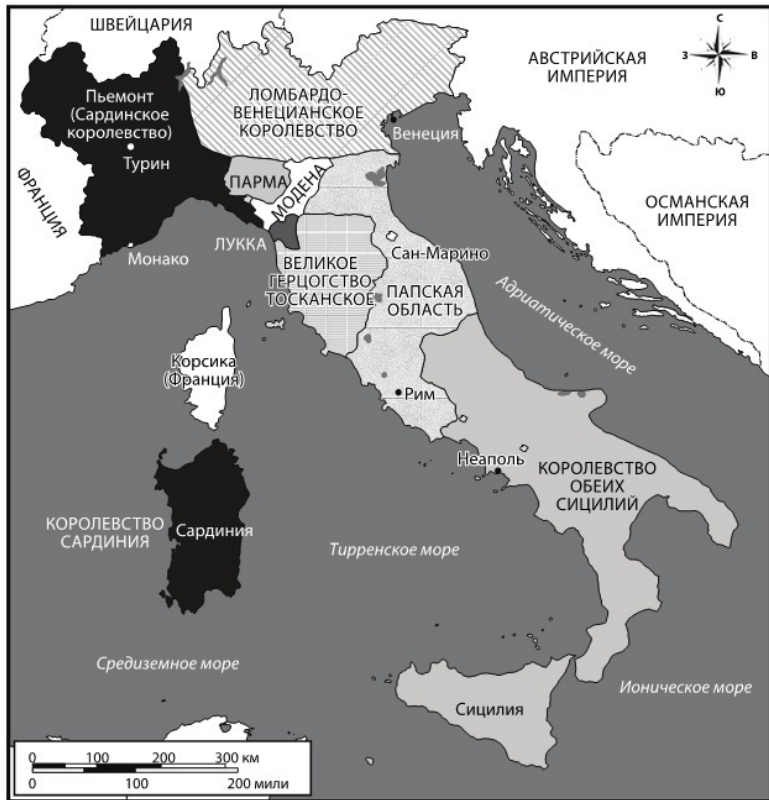 ШВЕЙЦАРИЯ
АВСТРИЙСКАЯ
ИМПЕРИЯ
С
З
В
Ю
Пьемонт
(Сардинское
королевство)
Турин
ЛОМБАРДО-
ВЕНЕЦИАНСКОЕ
КОРОЛЕВСТВО
Венеция
ФРАНЦИЯ
ПАРМА
МОДЕНА
ОСМАНСКАЯ
ИМПЕРИЯ
Монако
ЛУККА
ВЕЛИКОЕ
ГЕРЦОГСТВО
ТОСКАНСКОЕ
Сан-Марино
ПАПСКАЯ
ОБЛАСТЬ
Адриатическое море
Корсика
(Франция)
Рим
Неаполь
КОРОЛЕВСТВО
ОБЕИХ
СИЦИЛИЙ
КОРОЛЕВСТВО
САРДИНИЯ
Сардиния
Тирренское море
Средиземное море
Ионическое море
Сицилия
0 100 200 300 км
0 100 200 мили